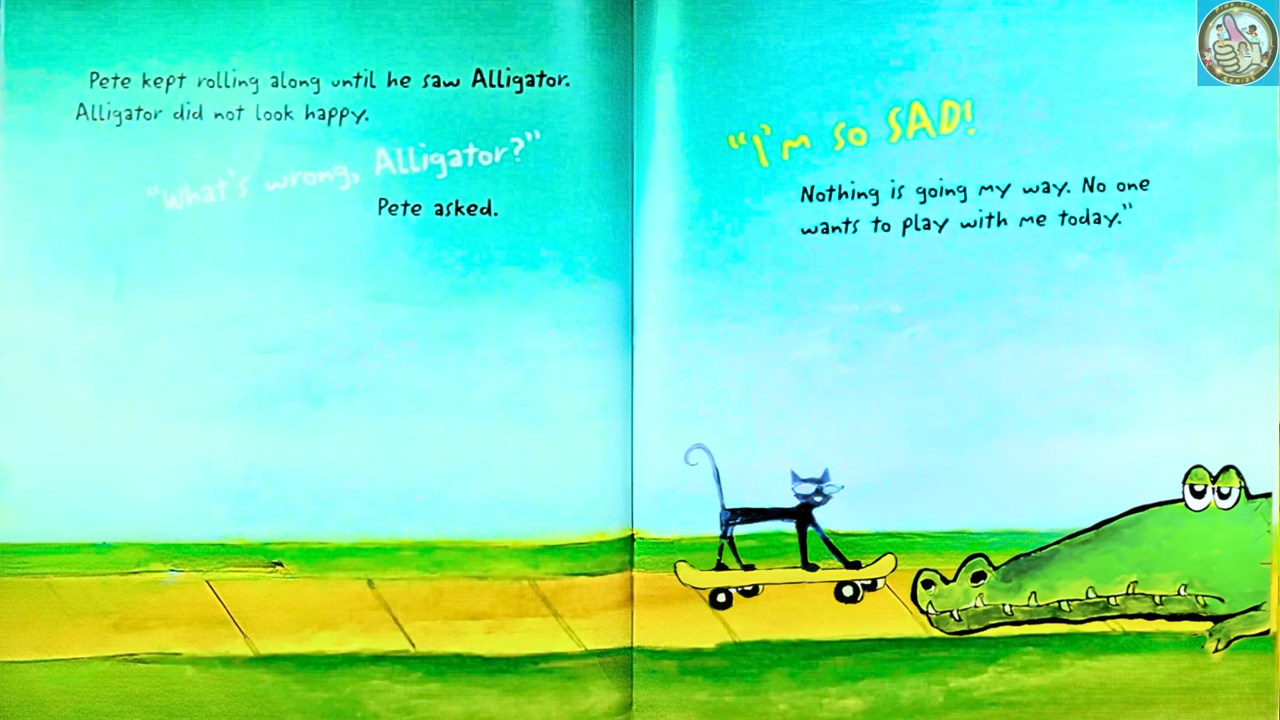 Pete kept rolling along until he saw Alligator.
Alligator did not look happy.
"What's wrong, Alligator?"
Pete asked.
"I'm so SAD!
Nothing is going my way. No one
wants to play with me today."